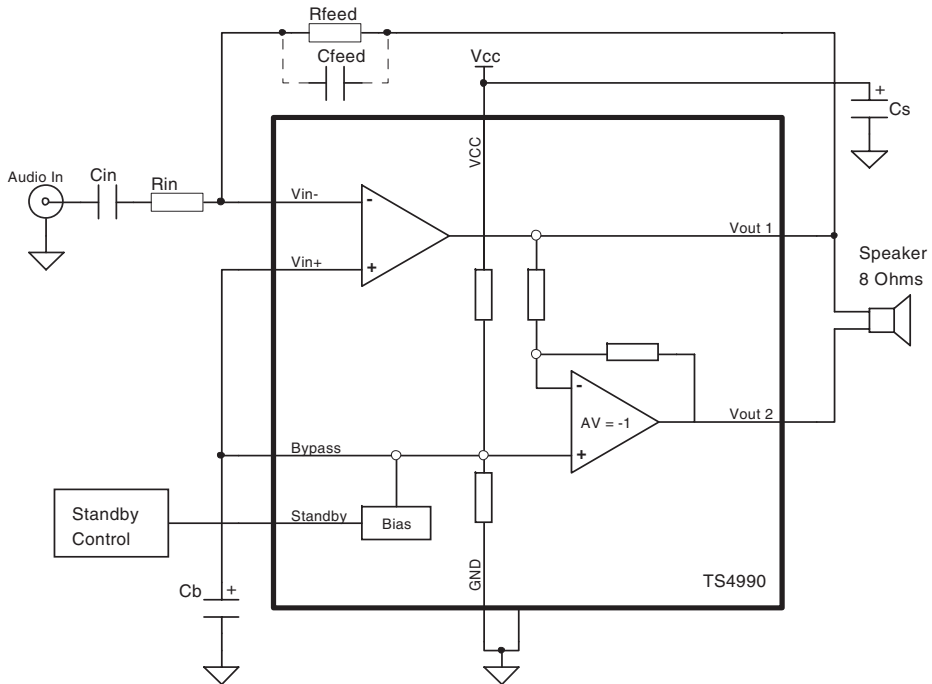 Rfeed
Cfeed
Vcc
+
Cs
VCC
Audio In
Cin
Rin
Vin-
-
Vout 1
Speaker
8 Ohms
Vin+
+
-
AV = -1
Vout 2
Bypass
+
Standby
Control
Standby
Bias
Cb
+
GND
TS4990